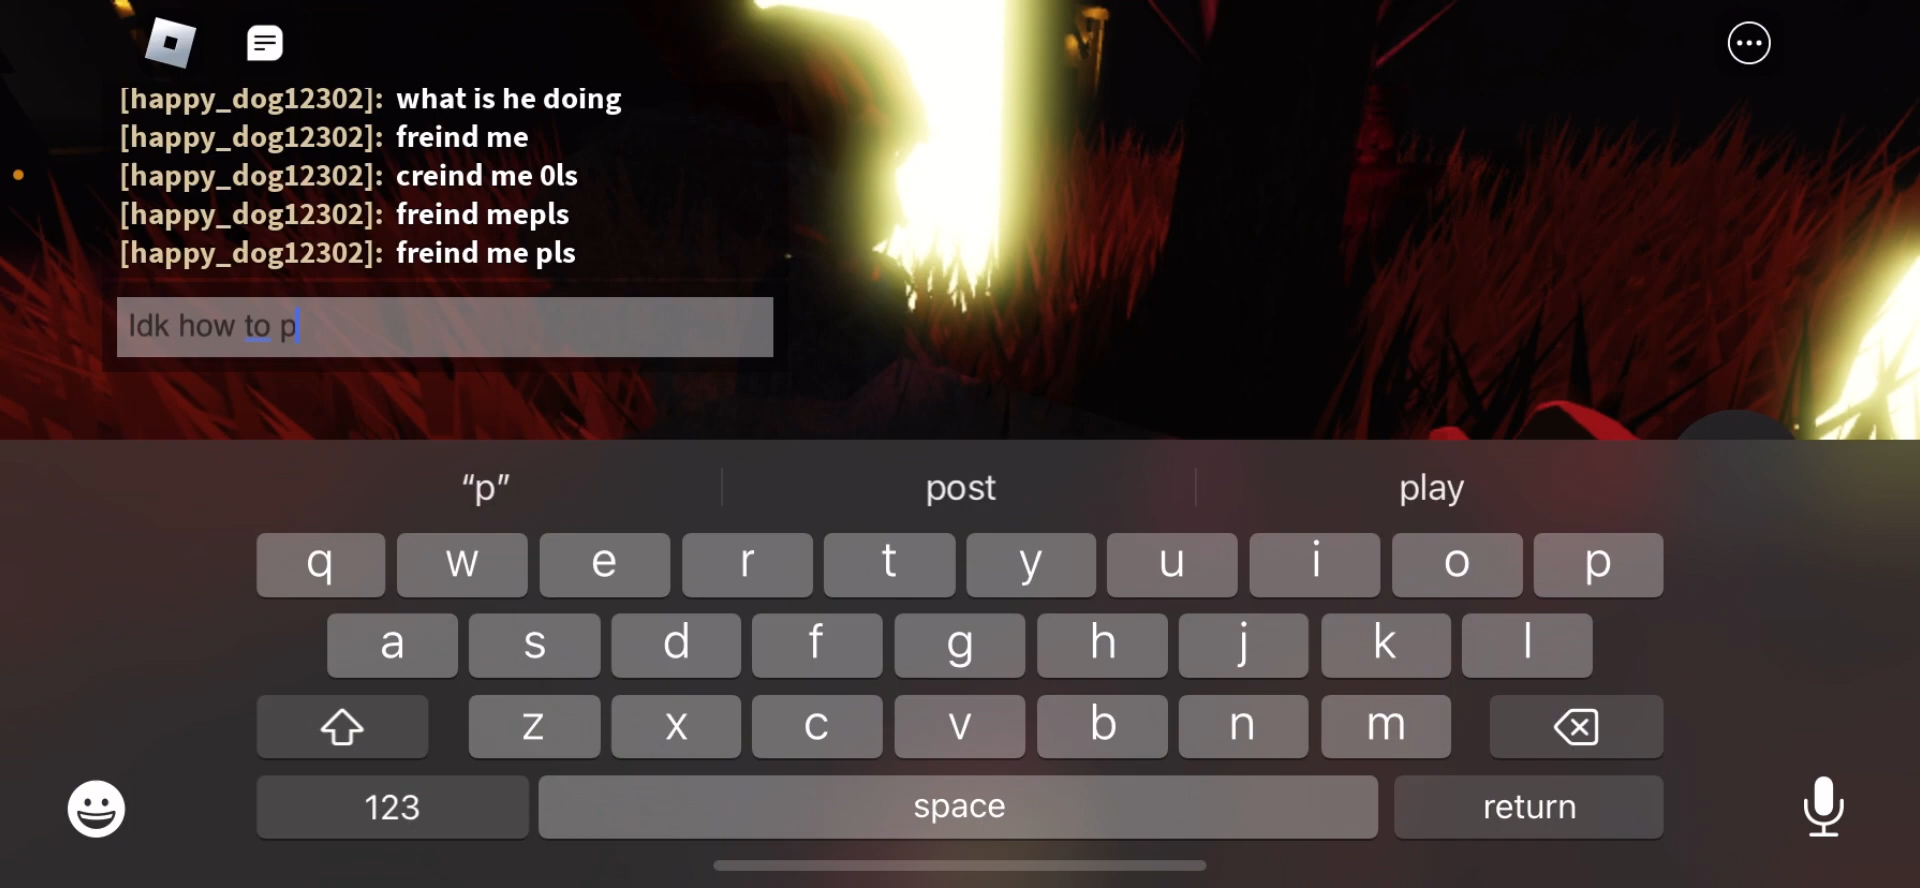 [happy_dog12302]: what is he doing
[happy_dog12302]: freind me
[happy_dog12302]: creind me 0ls
[happy_dog12302]: freind mepls
[happy_dog12302]: freind me pls
Idk how to p
“p” post play
q w e r t y u i o p
a s d f g h j k l
z x c v b n m
123 space return